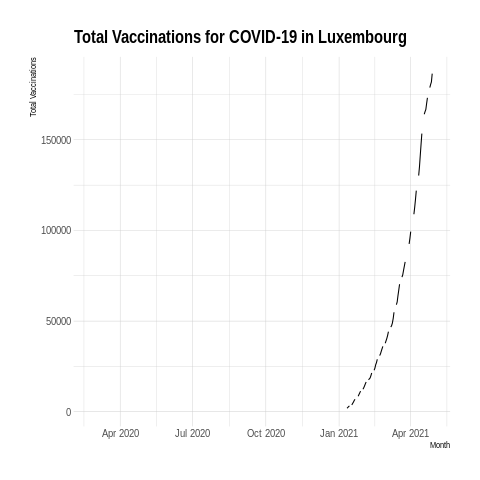 Total Vaccinations for COVID-19 in Luxembourg
Total Vaccinations
150000
100000
50000
0
Apr 2020 Jul 2020 Oct 2020 Jan 2021 Apr 2021
Month